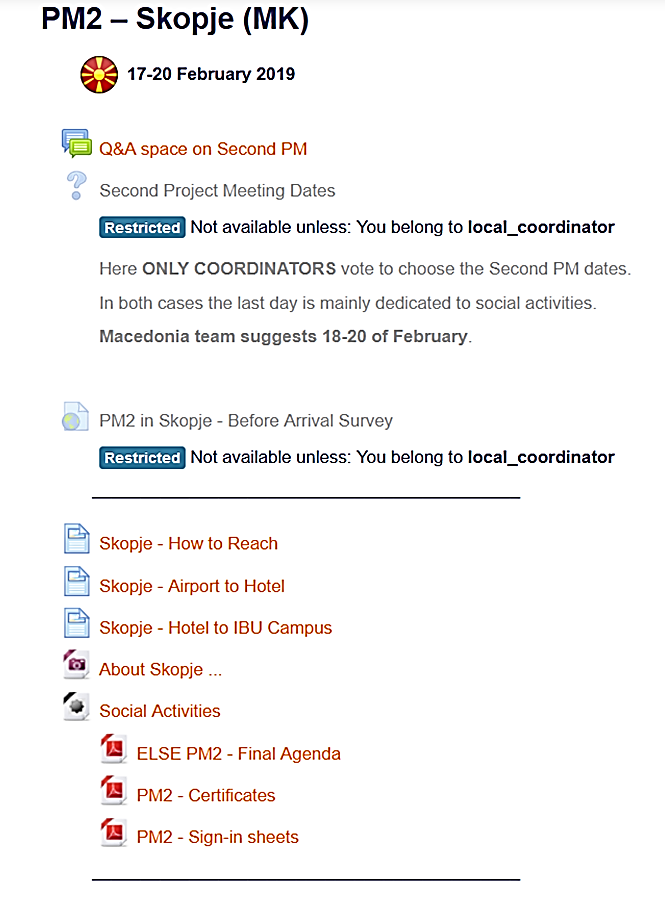 PM2 – Skopje (MK)
17-20 February 2019
Q&A space on Second PM
Second Project Meeting Dates
Restricted Not available unless: You belong to local_coordinator
Here ONLY COORDINATORS vote to choose the Second PM dates.
In both cases the last day is mainly dedicated to social activities.
Macedonia team suggests 18-20 of February.
PM2 in Skopje - Before Arrival Survey
Restricted Not available unless: You belong to local_coordinator
Skopje - How to Reach
Skopje - Airport to Hotel
Skopje - Hotel to IBU Campus
About Skopje ...
Social Activities
ELSE PM2 - Final Agenda
PM2 - Certificates
PM2 - Sign-in sheets